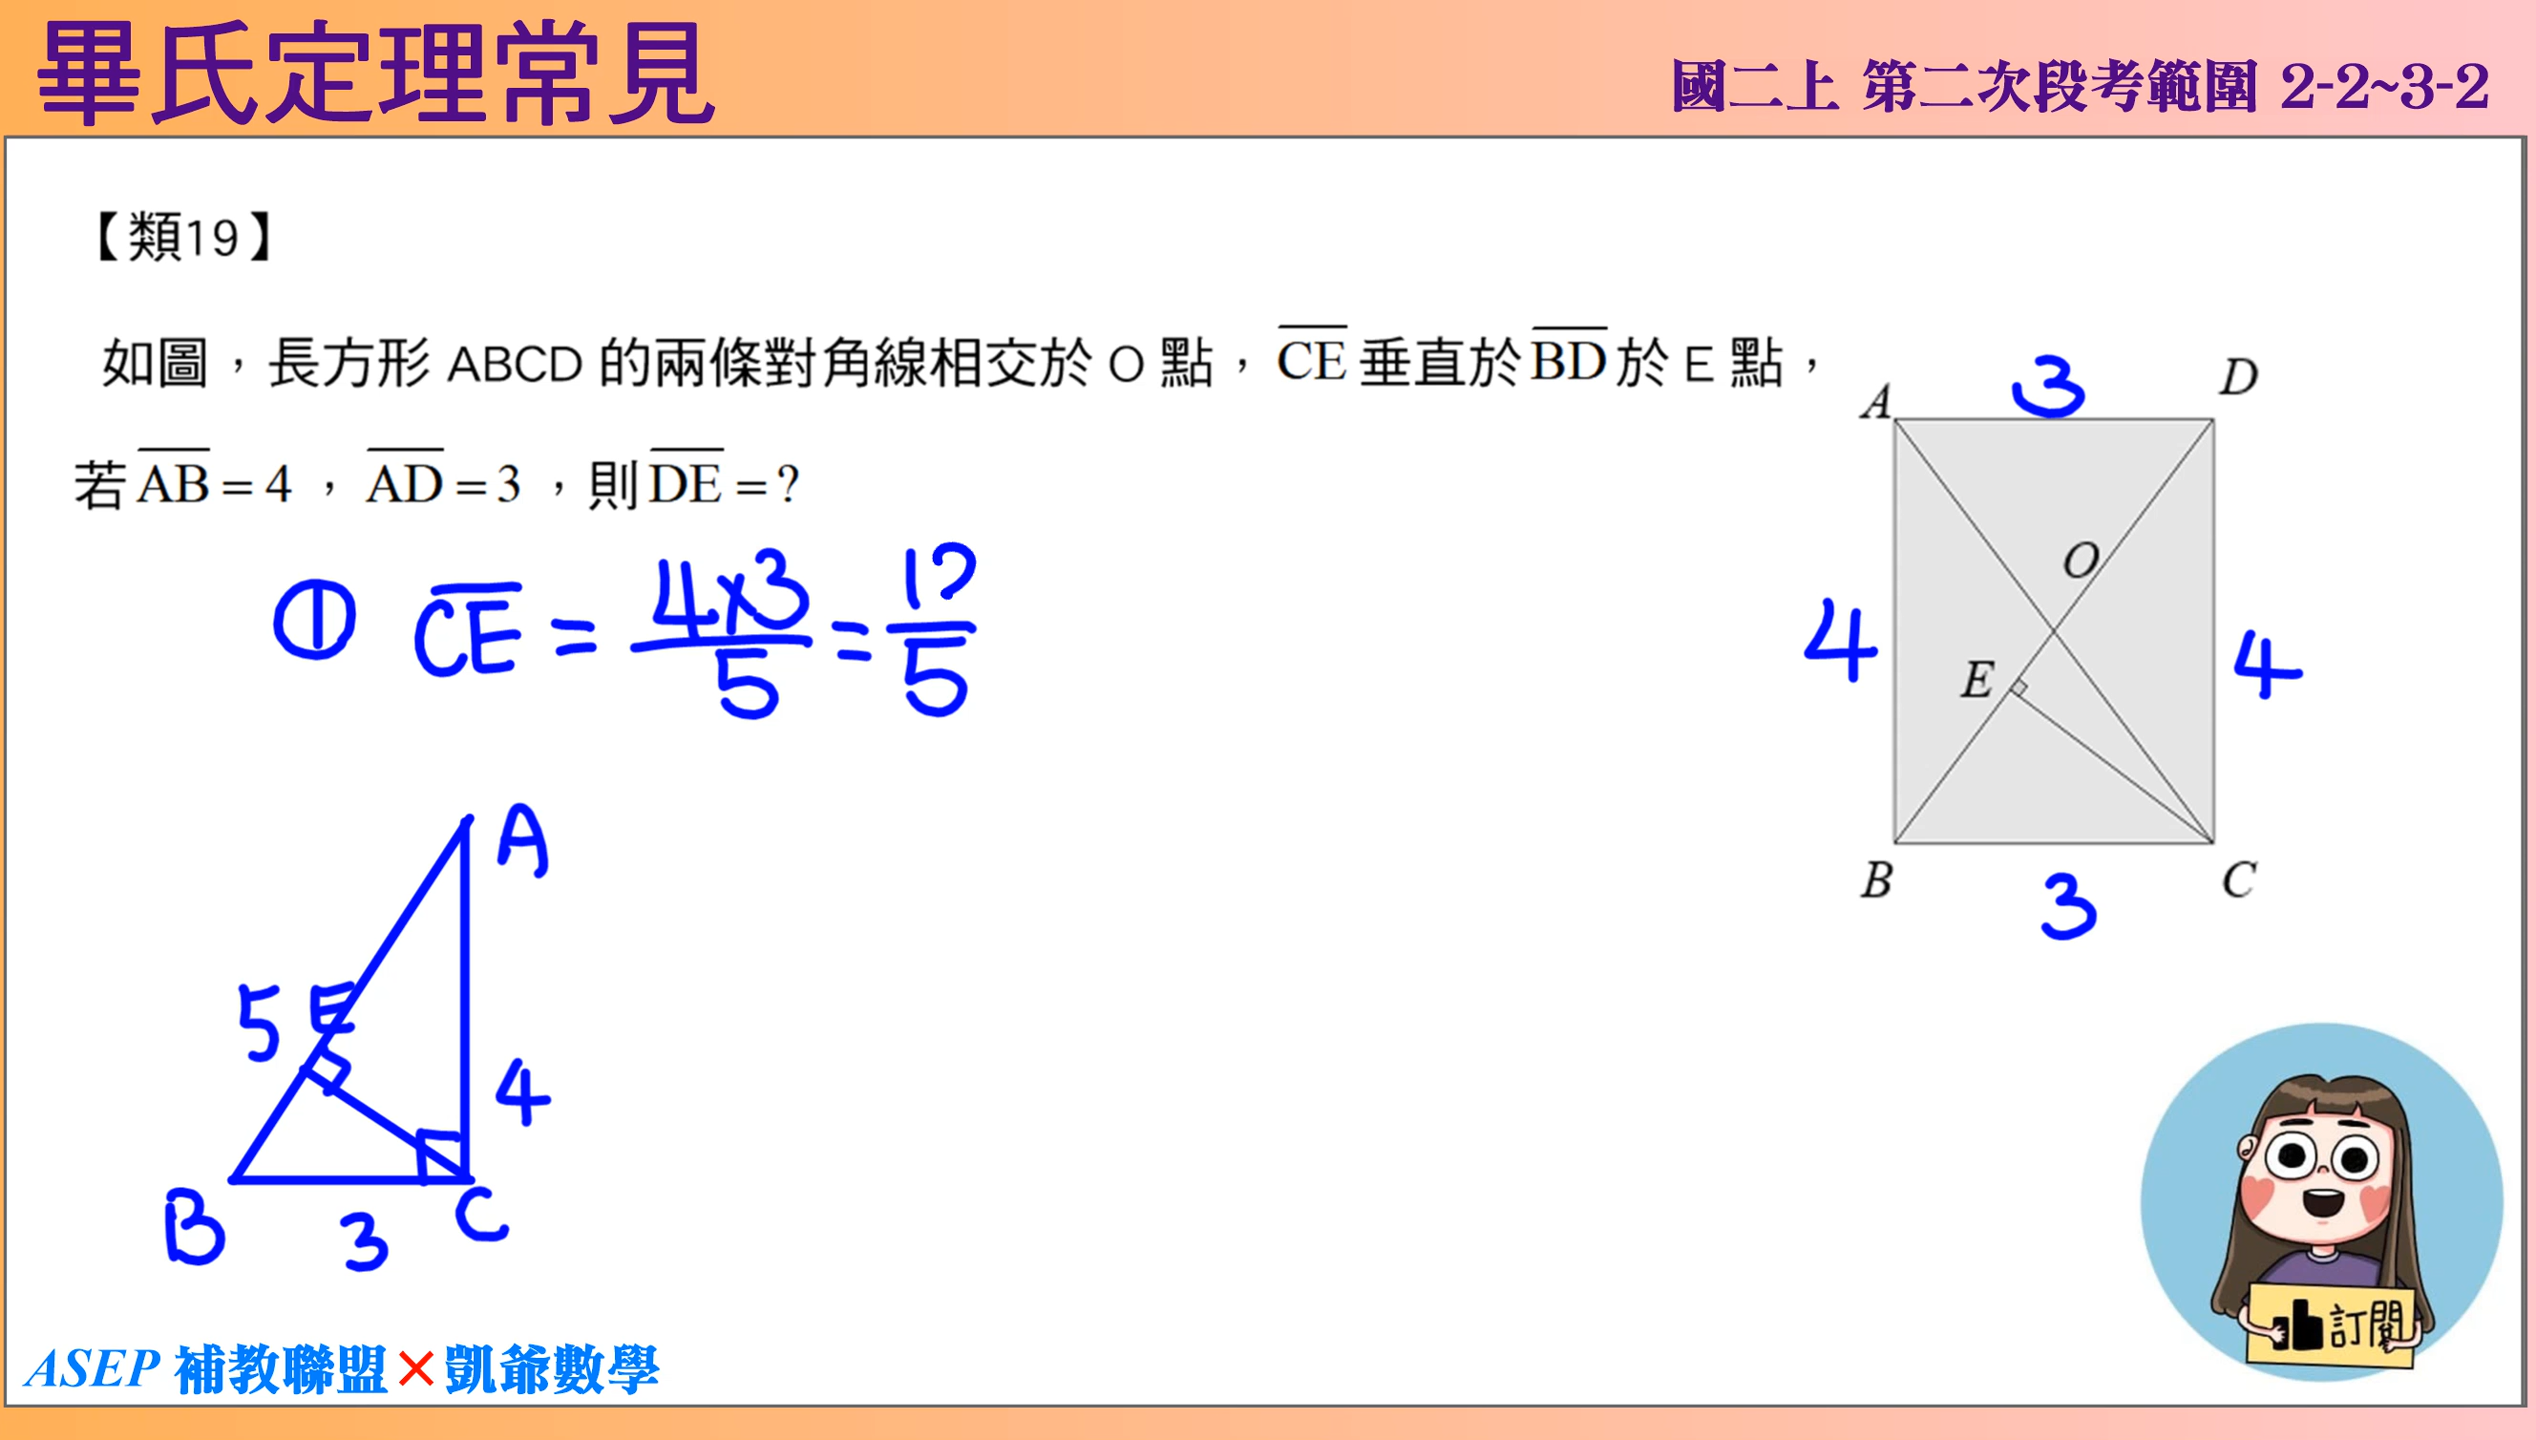 畢氏定理常見
國二上 第二次段考範圍 2-2~3-2
【類19】
如圖，長方形 ABCD 的兩條對角線相交於 O 點，CE 垂直於 BD 於 E 點，
若 AB = 4 ， AD = 3 ，則 DE = ?
① CE = 4×3/5 = 12/5
A
3
D
O
4
4
E
B
3
C
A
5
E
4
B
3
C
訂閱
ASEP 補教聯盟×凱爺數學